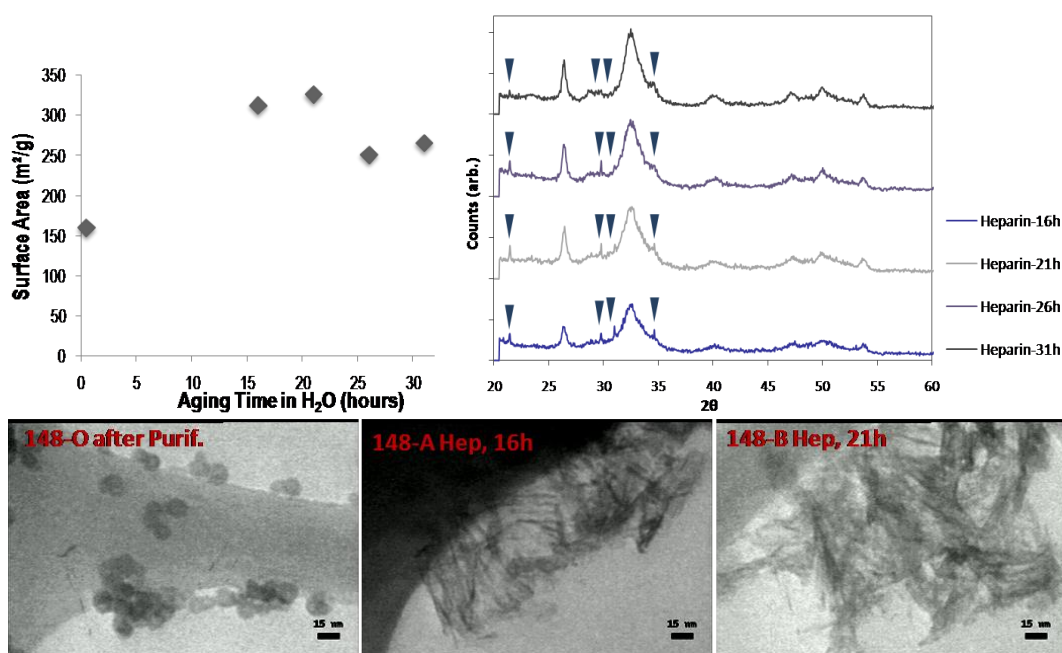 350
300
250
200
150
100
50
0
Surface Area (m²/g)
0
5
10
15
20
25
30
Aging Time in H₂O (hours)
Counts (arb.)
20
25
30
35
40
45
50
55
60
2θ
Heparin-16h
Heparin-21h
Heparin-26h
Heparin-31h
148-O after Purif.
15 nm
148-A Hep, 16h
15 nm
148-B Hep, 21h
15 nm